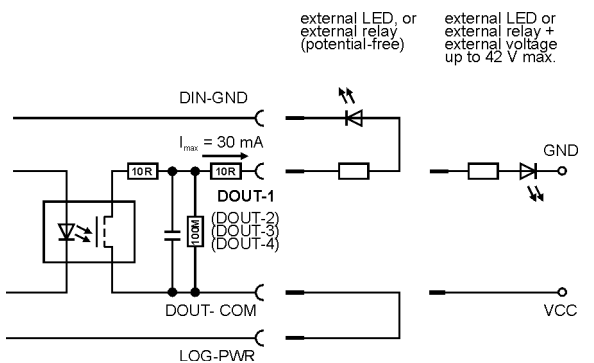 external LED, or
external relay
(potential-free)
external LED or
external relay +
external voltage
up to 42 V max.
DIN-GND
Imax = 30 mA
GND
10R
10R
DOUT-1
(DOUT-2)
(DOUT-3)
(DOUT-4)
100M
DOUT- COM
VCC
LOG-PWR